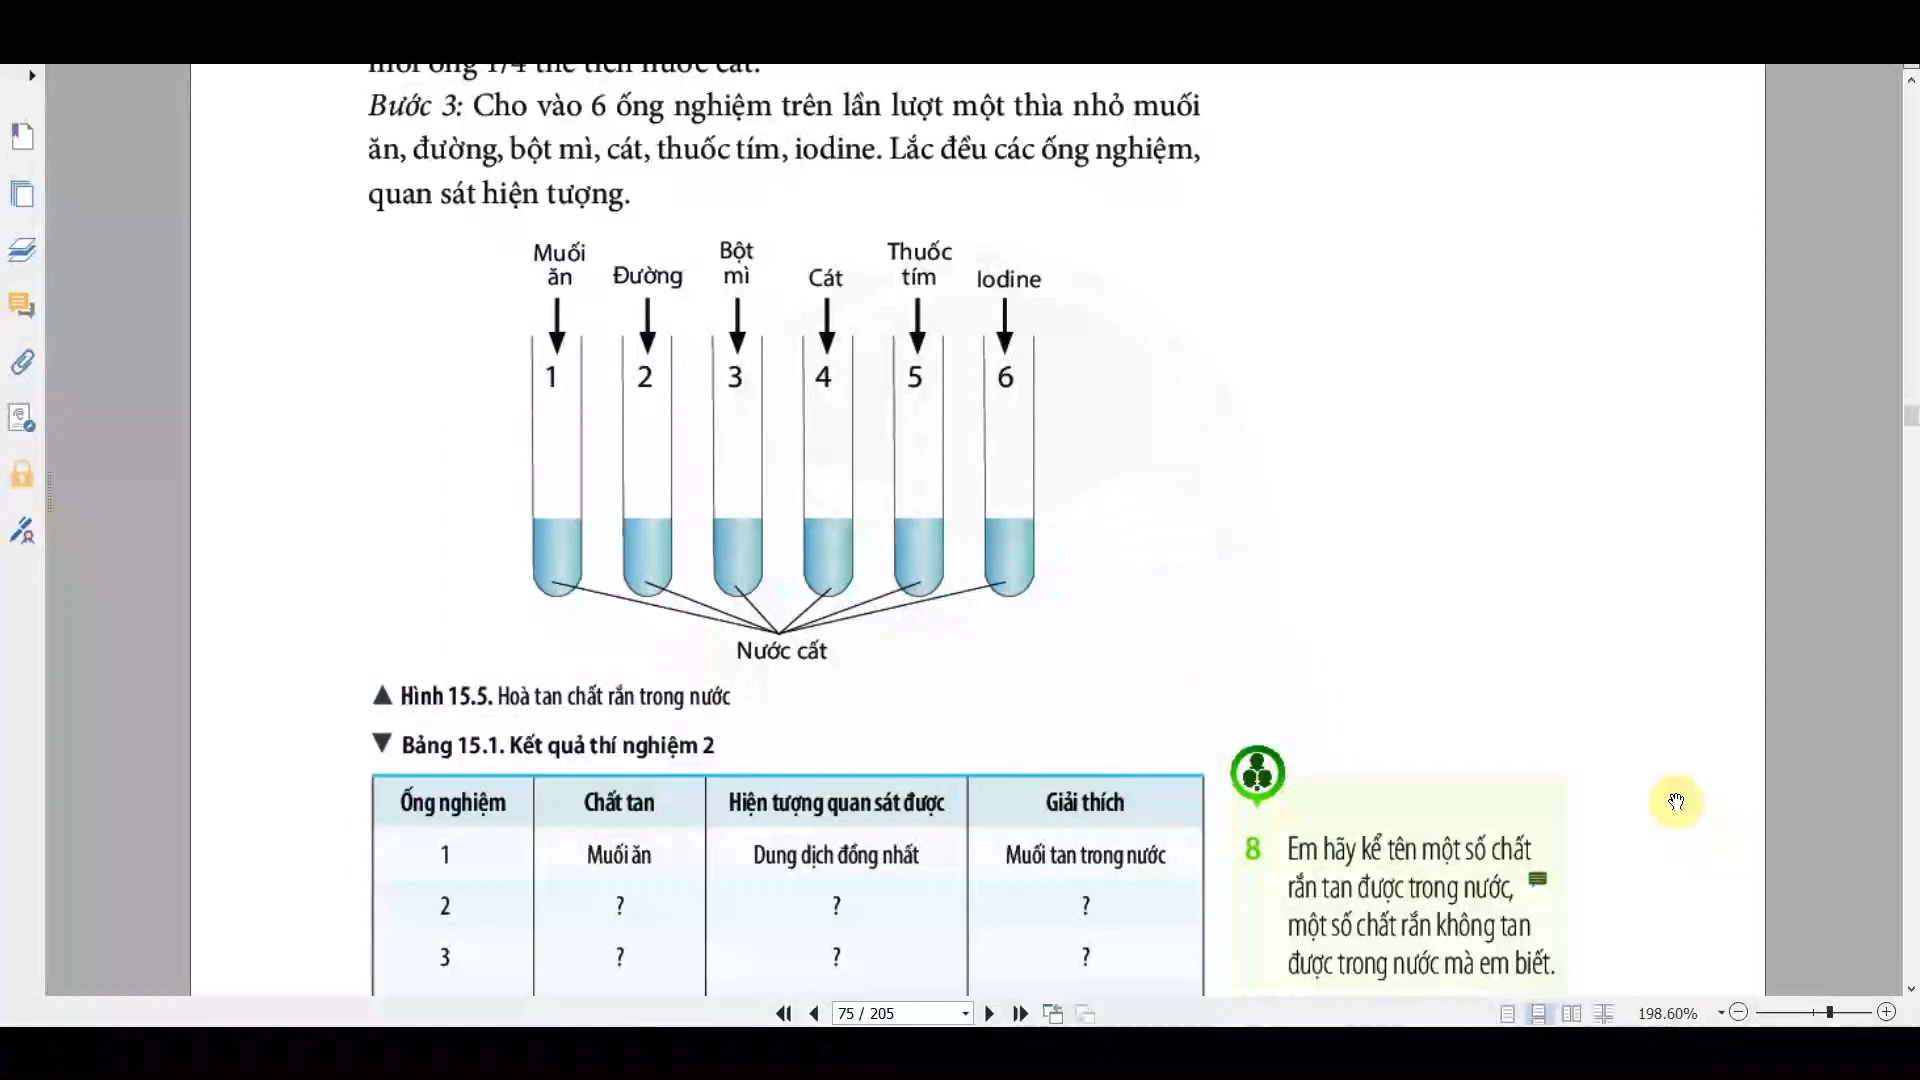 Bước 3: Cho vào 6 ống nghiệm trên lần lượt một thìa nhỏ muối
ăn, đường, bột mì, cát, thuốc tím, iodine. Lắc đều các ống nghiệm,
quan sát hiện tượng.
Muối
ăn
Đường
Bột
mì
Cát
Thuốc
tím
Iodine
1 2 3 4 5 6
Nước cất
▲ Hình 15.5. Hoà tan chất rắn trong nước
▼ Bảng 15.1. Kết quả thí nghiệm 2
Ống nghiệm Chất tan Hiện tượng quan sát được Giải thích
1 Muối ăn Dung dịch đồng nhất Muối tan trong nước
2 ? ? ?
3 ? ? ?
8 Em hãy kể tên một số chất
rắn tan được trong nước,
một số chất rắn không tan
được trong nước mà em biết.
75 / 205
198.60%